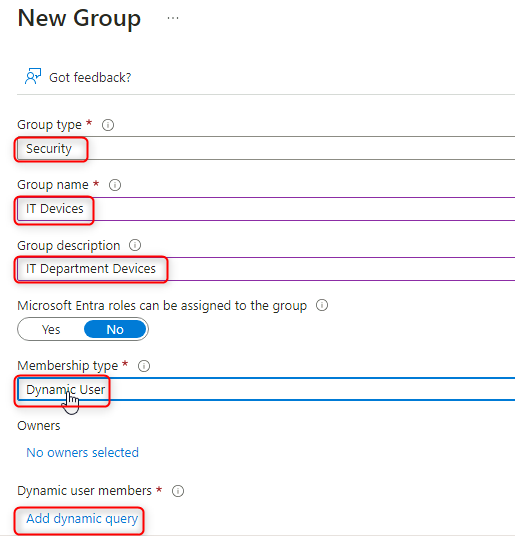 New Group ...
Got feedback?
Group type *
Security
Group name *
IT Devices
Group description
IT Department Devices
Microsoft Entra roles can be assigned to the group
Yes No
Membership type *
Dynamic User
Owners
No owners selected
Dynamic user members *
Add dynamic query